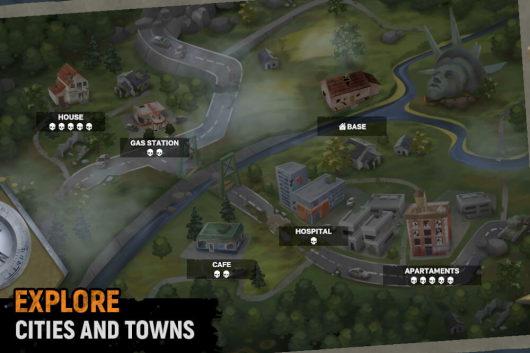 HOUSE
GAS STATION
BASE
HOSPITAL
CAFE
APARTAMENTS
EXPLORE
CITIES AND TOWNS